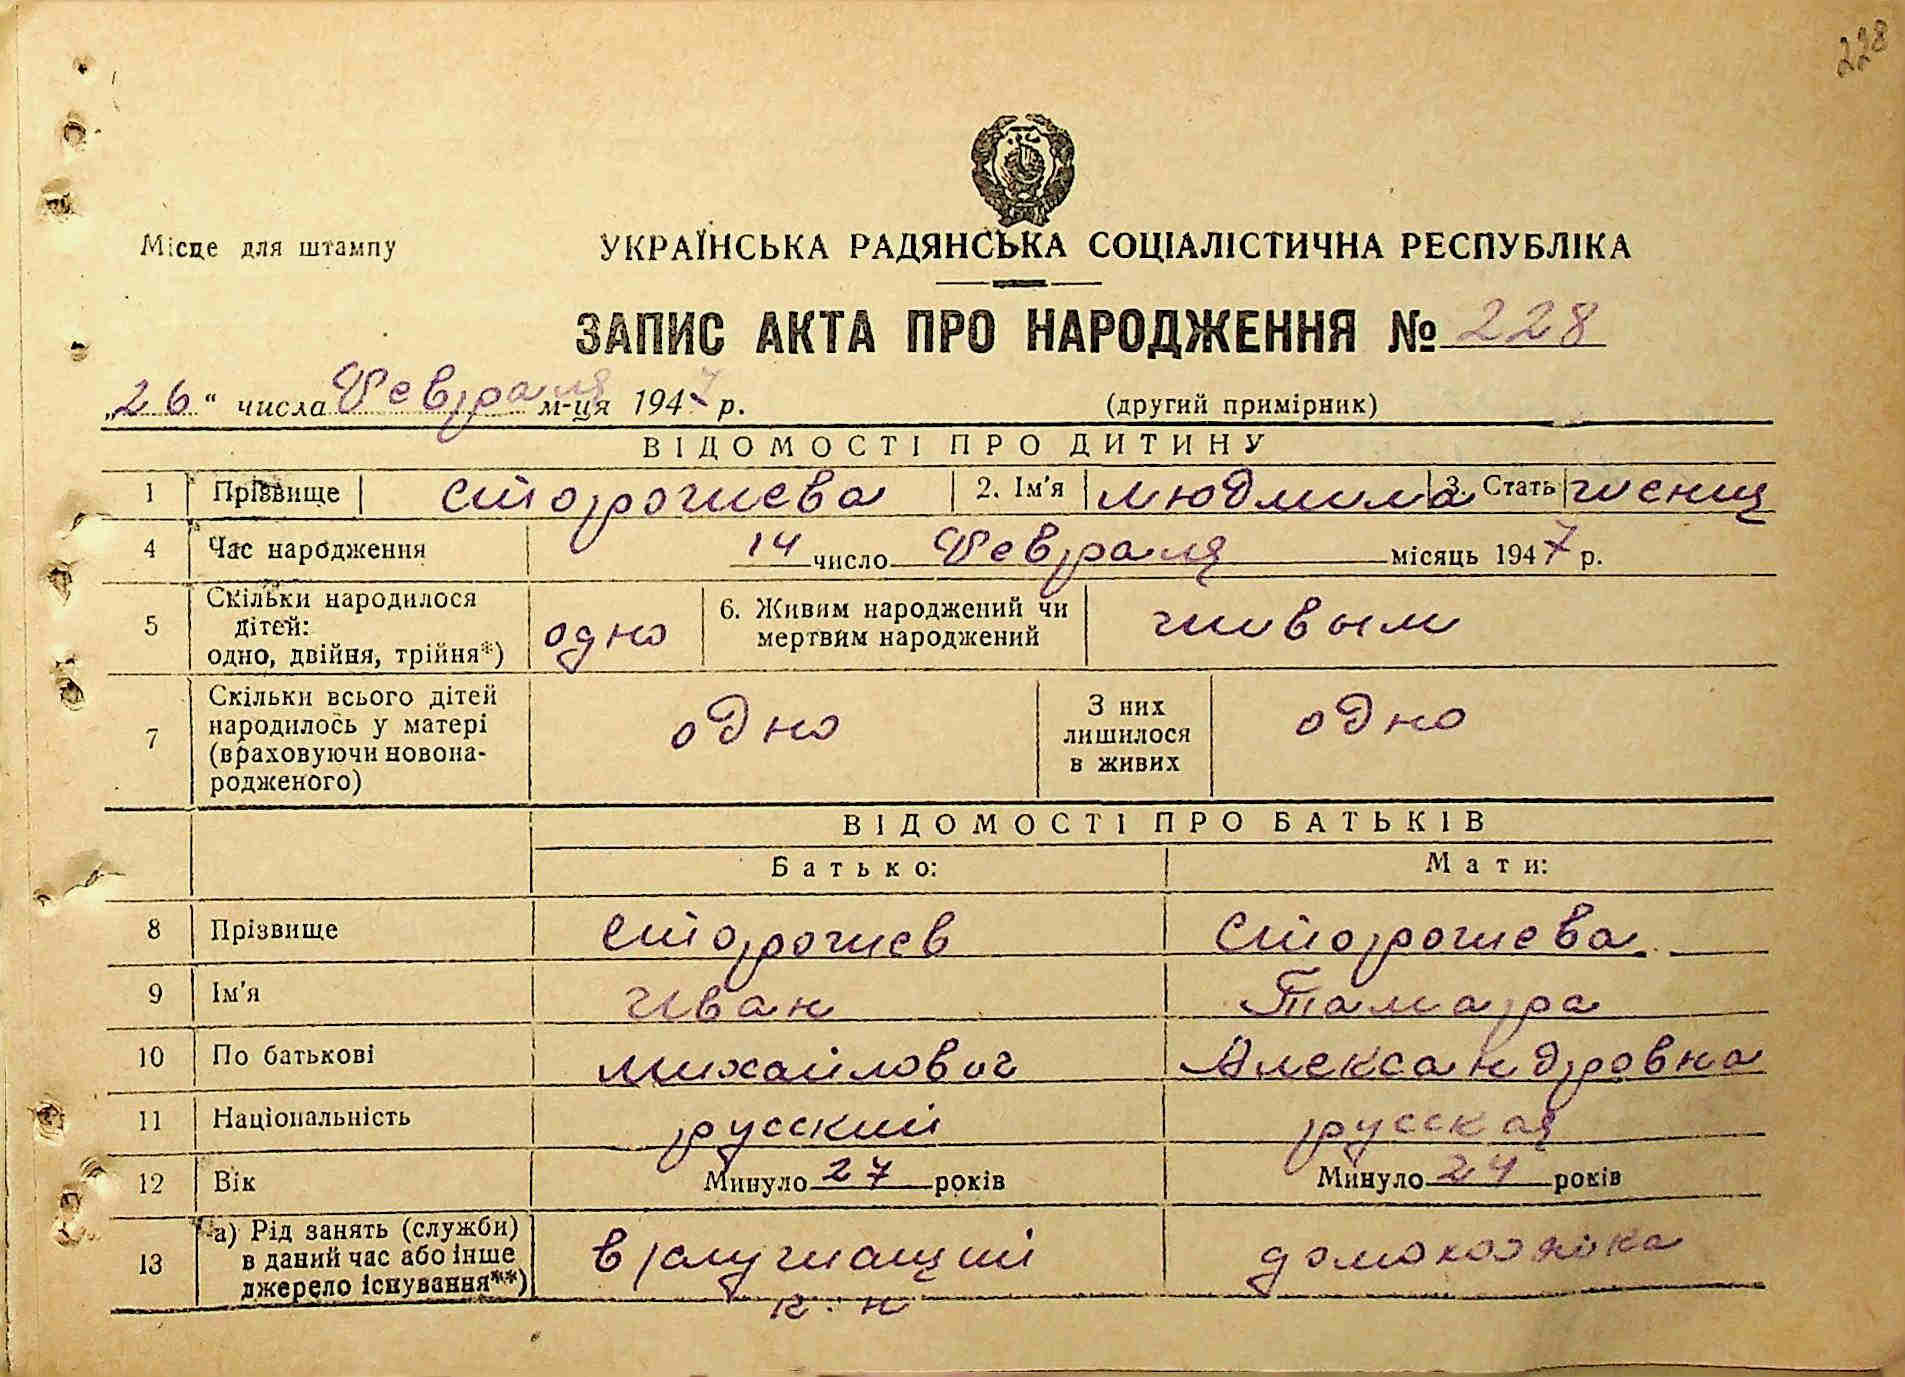 228
Місце для штампу
УКРАЇНСЬКА РАДЯНСЬКА СОЦІАЛІСТИЧНА РЕСПУБЛІКА
ЗАПИС АКТА ПРО НАРОДЖЕННЯ № 228
„26“ числа Февраля м-ця 1947 р. (другий примірник)
ВІДОМОСТІ ПРО ДИТИНУ
1 Прізвище Сторожева 2. Ім'я Людмила 3. Стать женщ
4 Час народження 14 число Февраля місяць 1947 р.
5 Скільки народилося дітей: одно, двійня, трійня*) одно 6. Живим народжений чи мертвим народжений живым
7 Скільки всього дітей народилось у матері (враховуючи новона-родженого) одно З них лишилося в живих одно
ВІДОМОСТІ ПРО БАТЬКІВ
Батько: Мати:
8 Прізвище Сторожев Сторожева
9 Ім'я Иван Тамара
10 По батькові Михайлович Александровна
11 Національність русский русская
12 Вік Минуло 27 років Минуло 24 років
13 а) Рід занять (служби) в даний час або інше джерело існування**) в/служащий домохозяйка